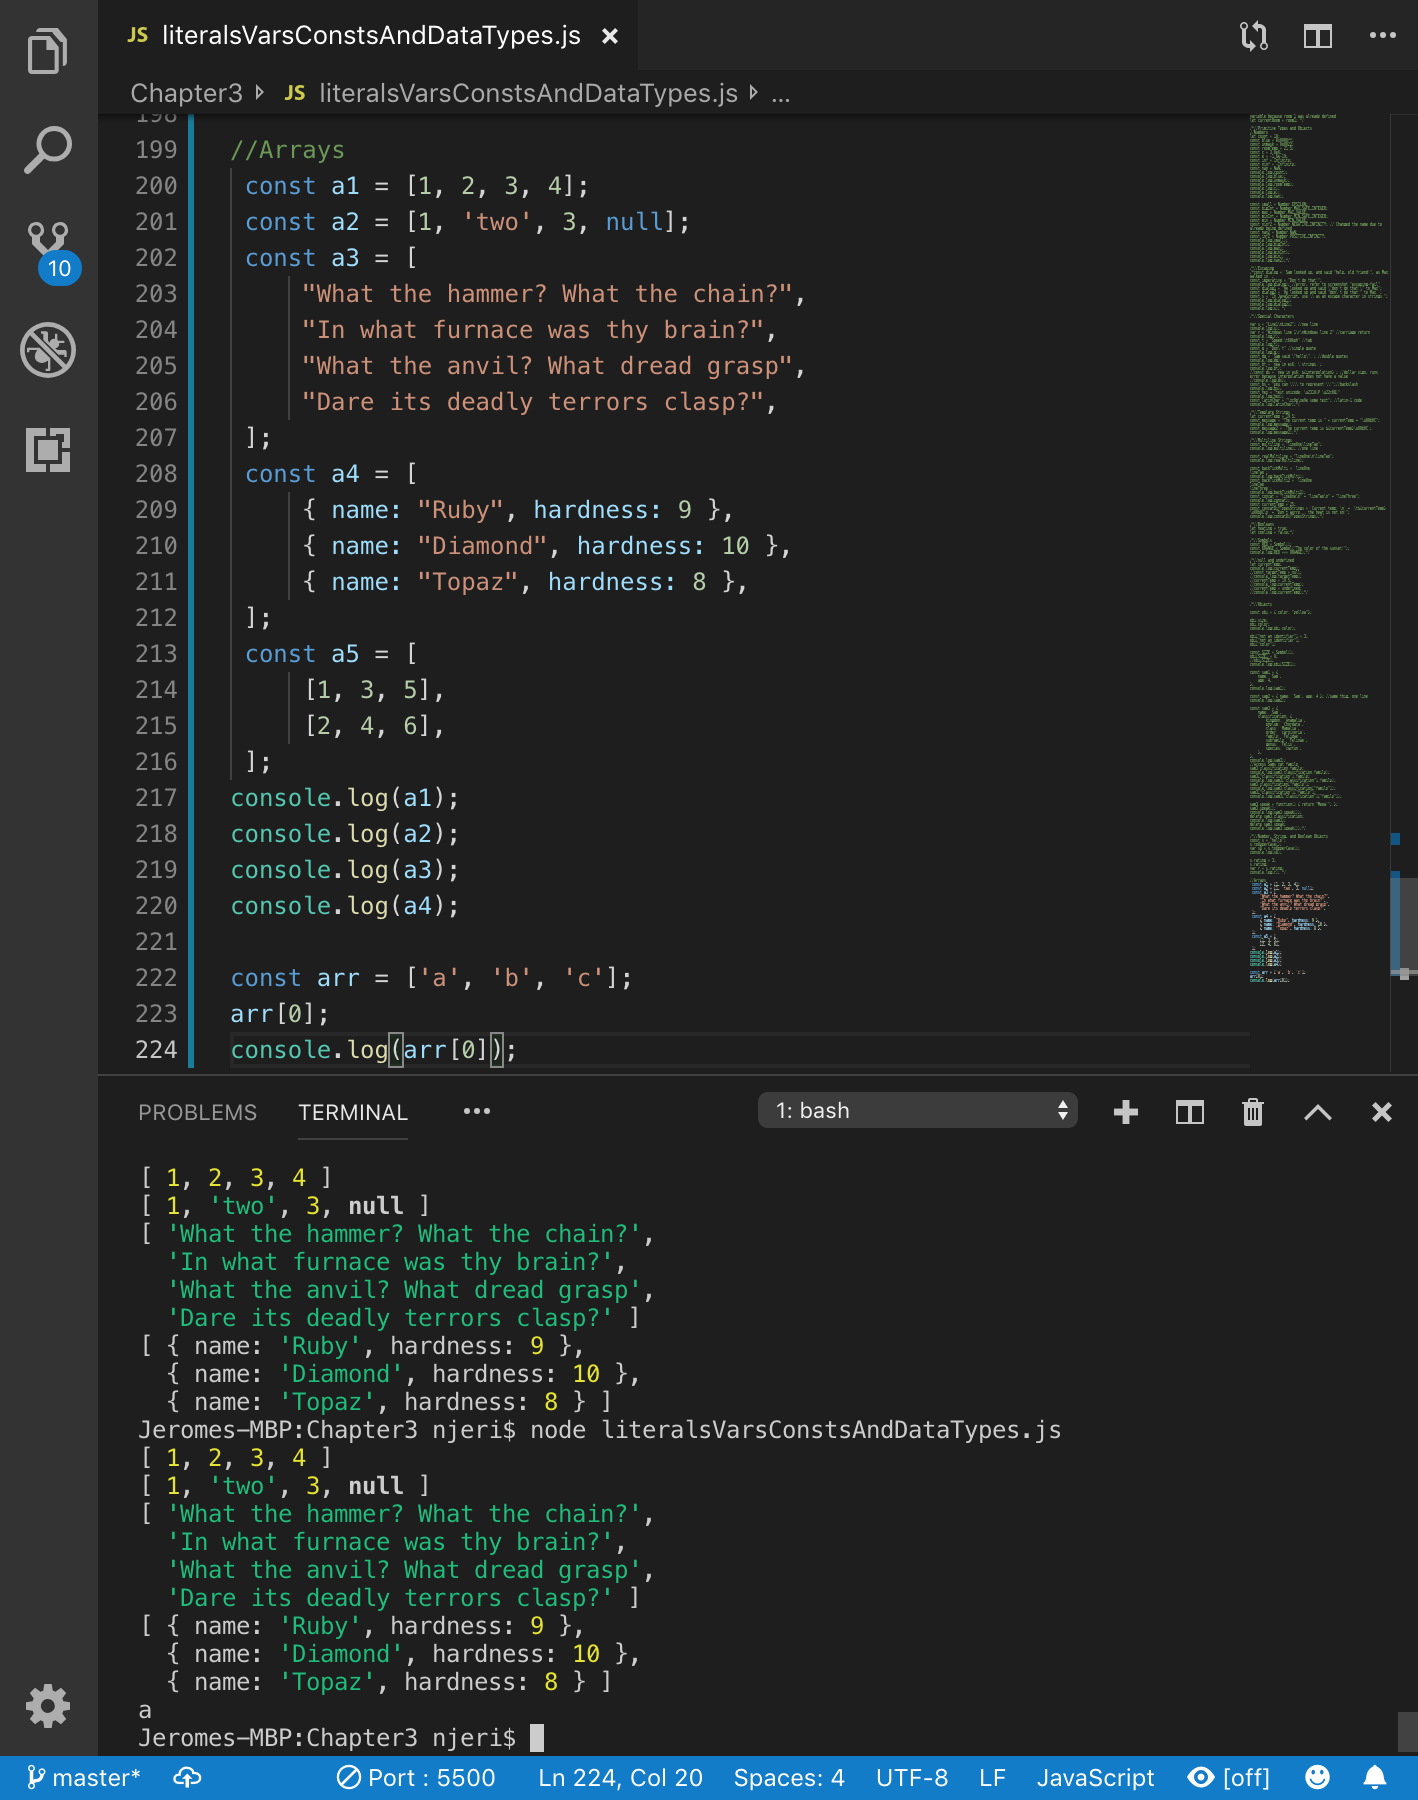 JS literalsVarsConstsAndDataTypes.js ×
Chapter3 JS literalsVarsConstsAndDataTypes.js ...
198
199 //Arrays
200 const a1 = [1, 2, 3, 4];
201 const a2 = [1, 'two', 3, null];
202 const a3 = [
203 "What the hammer? What the chain?",
204 "In what furnace was thy brain?",
205 "What the anvil? What dread grasp",
206 "Dare its deadly terrors clasp?",
207 ];
208 const a4 = [
209 { name: "Ruby", hardness: 9 },
210 { name: "Diamond", hardness: 10 },
211 { name: "Topaz", hardness: 8 },
212 ];
213 const a5 = [
214 [1, 3, 5],
215 [2, 4, 6],
216 ];
217 console.log(a1);
218 console.log(a2);
219 console.log(a3);
220 console.log(a4);
221
222 const arr = ['a', 'b', 'c'];
223 arr[0];
224 console.log(arr[0]);
10
PROBLEMS TERMINAL ... 1: bash
[ 1, 2, 3, 4 ]
[ 1, 'two', 3, null ]
[ 'What the hammer? What the chain?',
'In what furnace was thy brain?',
'What the anvil? What dread grasp',
'Dare its deadly terrors clasp?' ]
[ { name: 'Ruby', hardness: 9 },
{ name: 'Diamond', hardness: 10 },
{ name: 'Topaz', hardness: 8 } ]
Jeromes-MBP:Chapter3 njeri$ node literalsVarsConstsAndDataTypes.js
[ 1, 2, 3, 4 ]
[ 1, 'two', 3, null ]
[ 'What the hammer? What the chain?',
'In what furnace was thy brain?',
'What the anvil? What dread grasp',
'Dare its deadly terrors clasp?' ]
[ { name: 'Ruby', hardness: 9 },
{ name: 'Diamond', hardness: 10 },
{ name: 'Topaz', hardness: 8 } ]
a
Jeromes-MBP:Chapter3 njeri$
master* Port : 5500 Ln 224, Col 20 Spaces: 4 UTF-8 LF JavaScript [off]